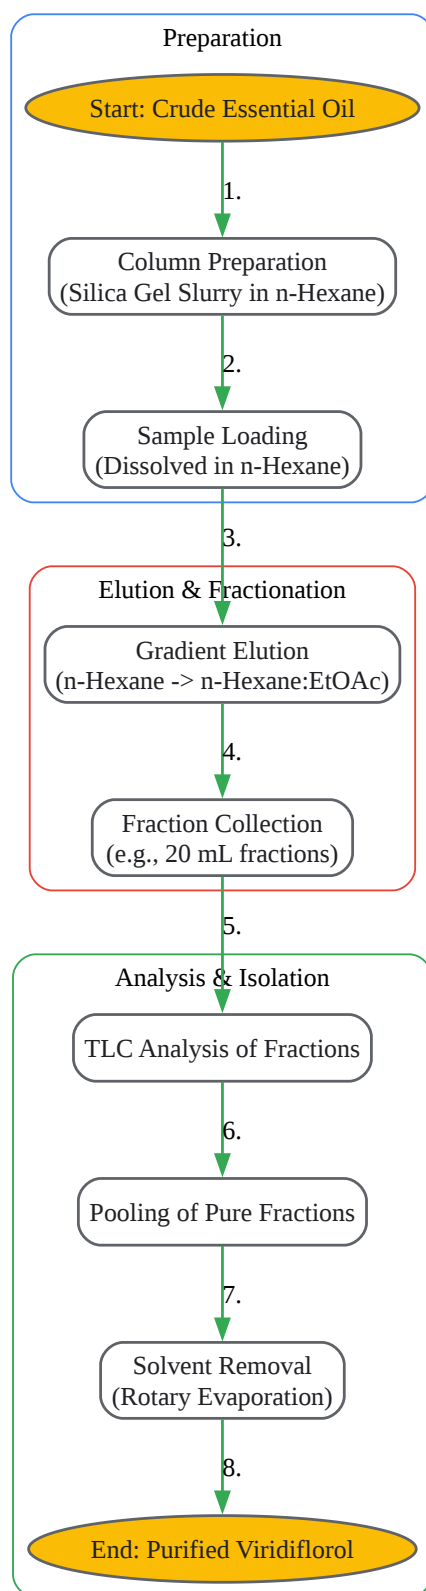 Preparation
Start: Crude Essential Oil
1.
Column Preparation
(Silica Gel Slurry in n-Hexane)
2.
Sample Loading
(Dissolved in n-Hexane)
3.
Elution & Fractionation
Gradient Elution
(n-Hexane -> n-Hexane:EtOAc)
4.
Fraction Collection
(e.g., 20 mL fractions)
5.
Analysis & Isolation
TLC Analysis of Fractions
6.
Pooling of Pure Fractions
7.
Solvent Removal
(Rotary Evaporation)
8.
End: Purified Viridiflorol